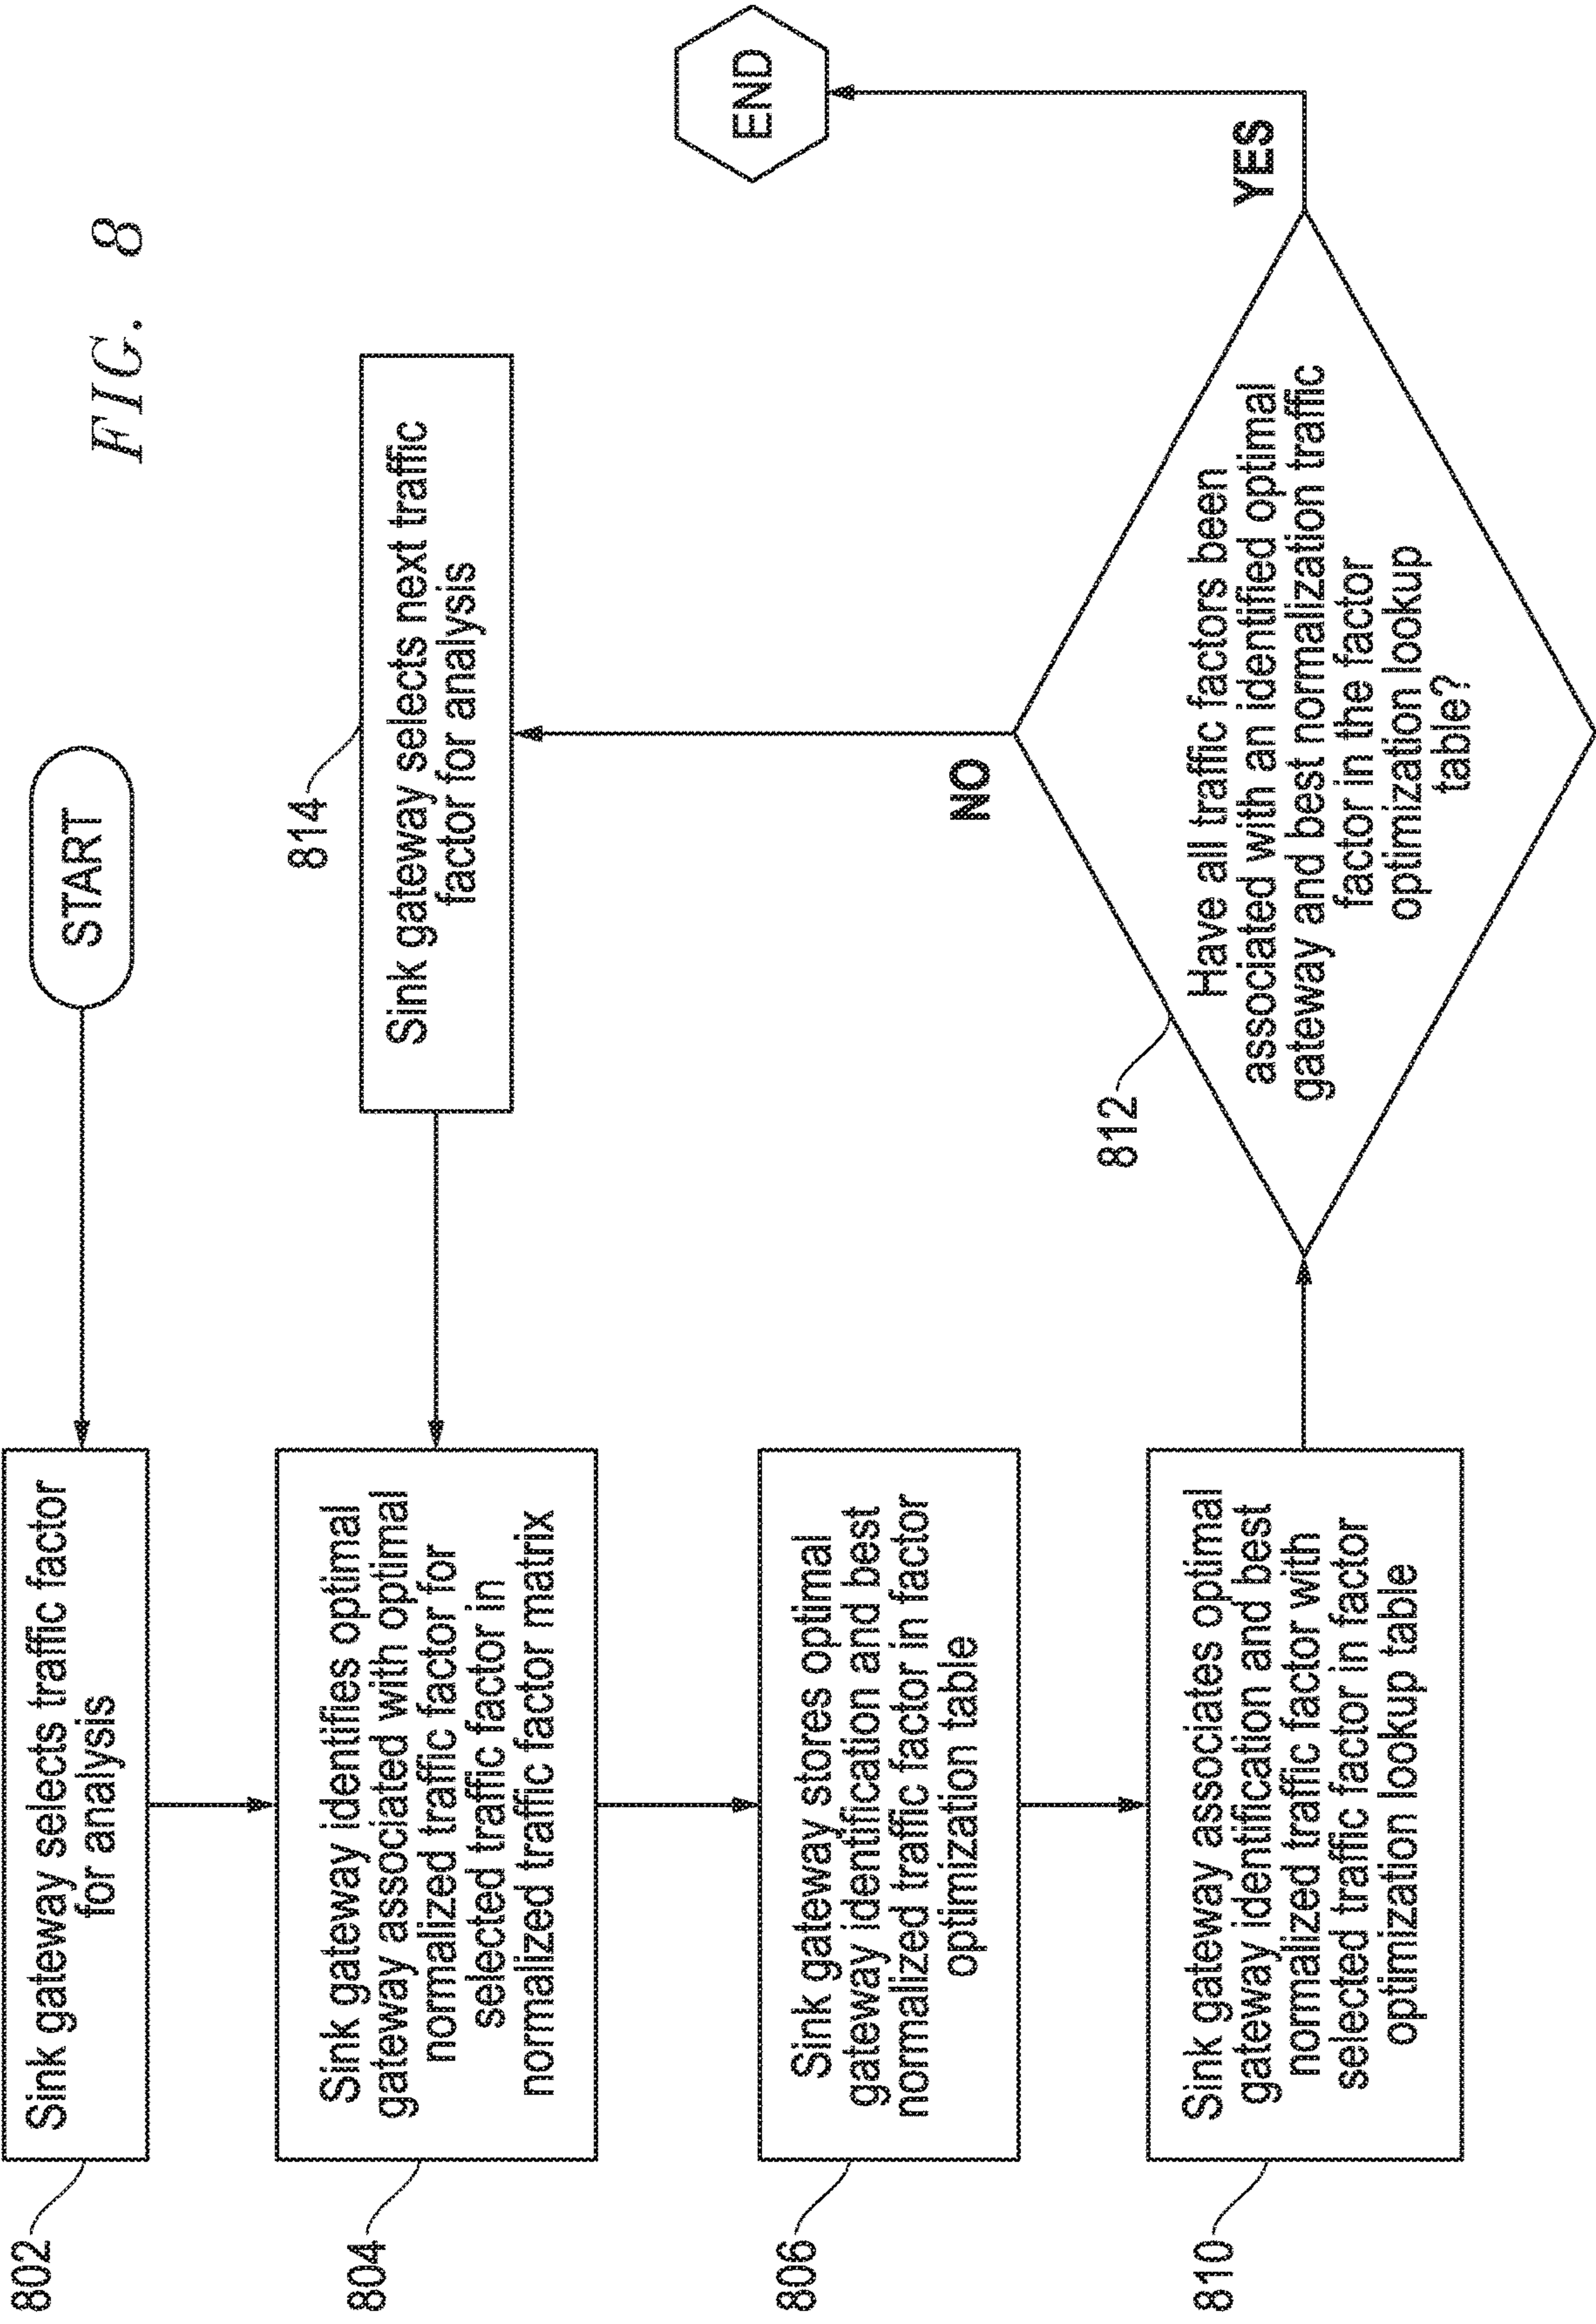 FIG. 8
START
802
Sink gateway selects traffic factor
for analysis
804
Sink gateway identifies optimal
gateway associated with optimal
normalized traffic factor for
selected traffic factor in
normalized traffic factor matrix
806
Sink gateway stores optimal
gateway identification and best
normalized traffic factor in factor
optimization table
810
Sink gateway associates optimal
gateway identification and best
normalized traffic factor with
selected traffic factor in factor
optimization lookup table
812
Have all traffic factors been
associated with an identified optimal
gateway and best normalization traffic
factor in the factor
optimization lookup
table?
NO
814
Sink gateway selects next traffic
factor for analysis
YES
END